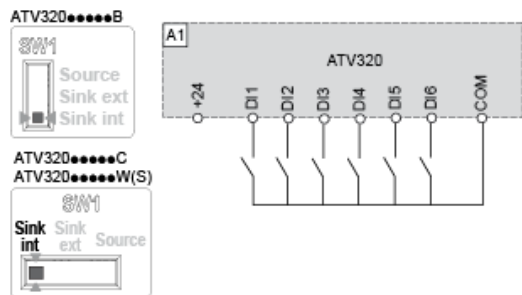 ATV320●●●●●B
SW1
Source
Sink ext
Sink int
ATV320●●●●●C
ATV320●●●●●W(S)
SW1
Sink int
Sink ext
Source
A1
ATV320
+24
DI1
DI2
DI3
DI4
DI5
DI6
COM